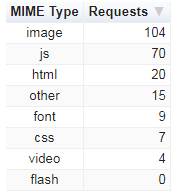 MIME Type Requests ▼
image 104
js 70
html 20
other 15
font 9
css 7
video 4
flash 0